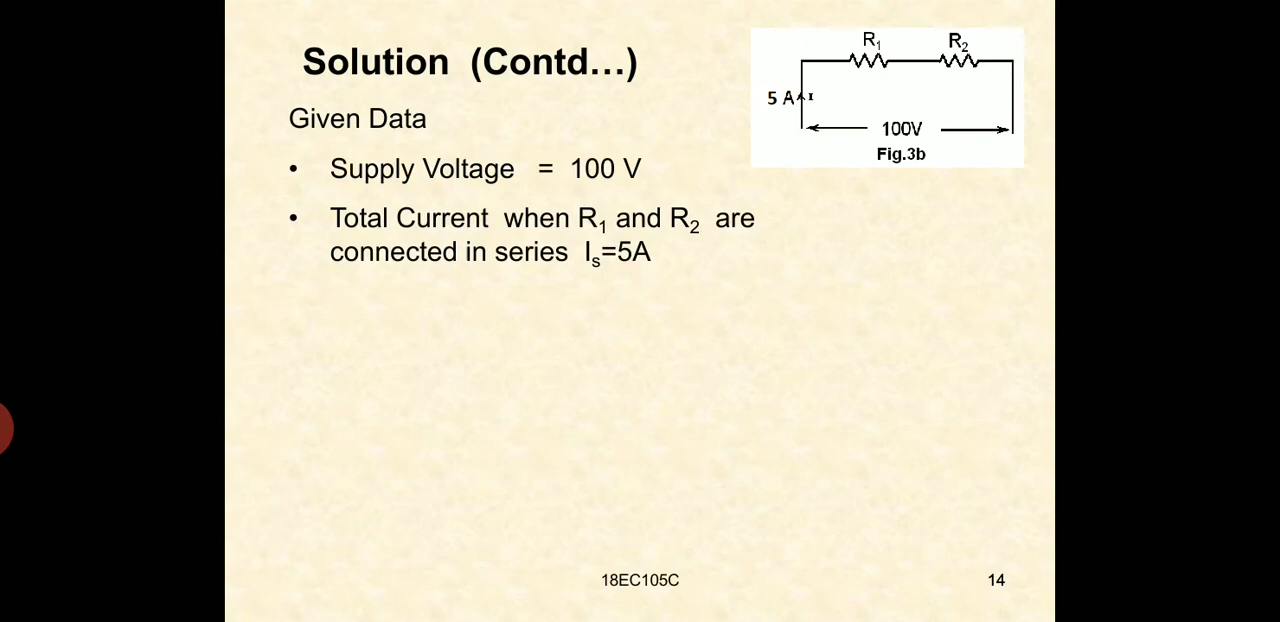 Solution (Contd...)
R₁ R₂
5 A I
100V
Fig.3b
Given Data
• Supply Voltage = 100 V
• Total Current when R₁ and R₂ are
connected in series Iₛ=5A
18EC105C
14